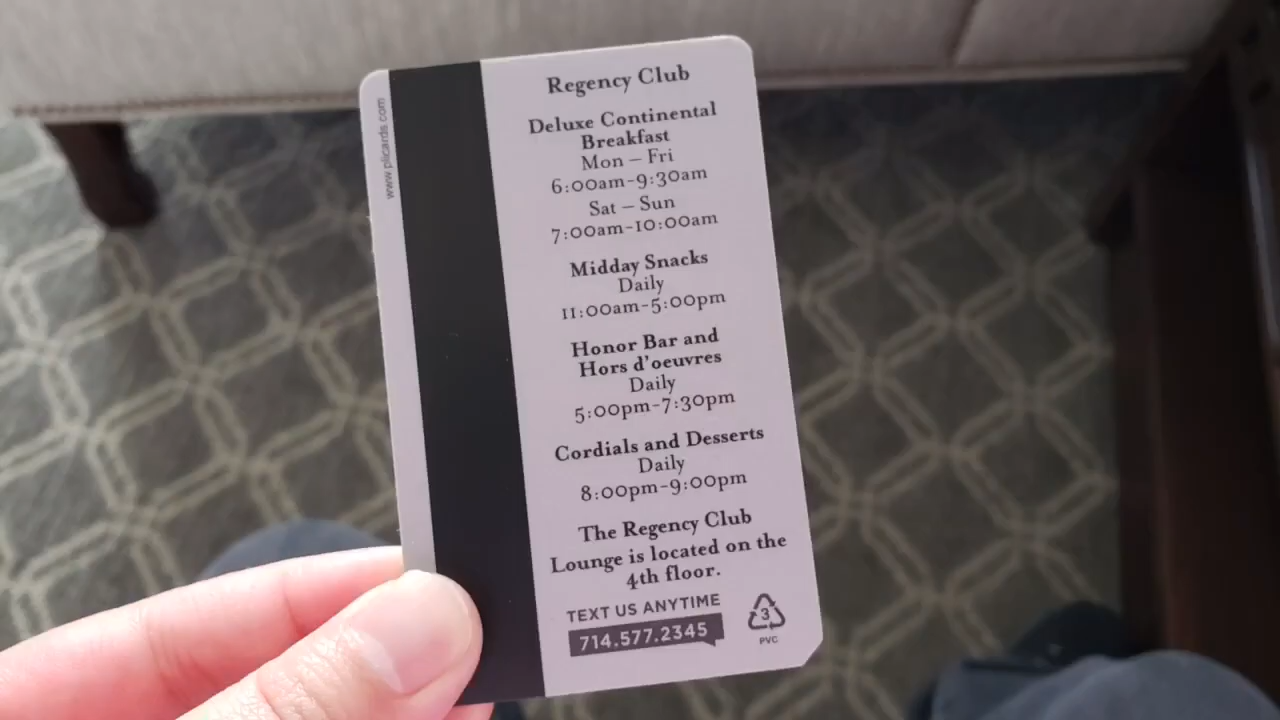 Regency Club
Deluxe Continental
Breakfast
Mon – Fri
6:00am-9:30am
Sat – Sun
7:00am-10:00am
Midday Snacks
Daily
11:00am-5:00pm
Honor Bar and
Hors d'oeuvres
Daily
5:00pm-7:30pm
Cordials and Desserts
Daily
8:00pm-9:00pm
The Regency Club
Lounge is located on the
4th floor.
TEXT US ANYTIME
714.577.2345
3
PVC
www.plicards.com